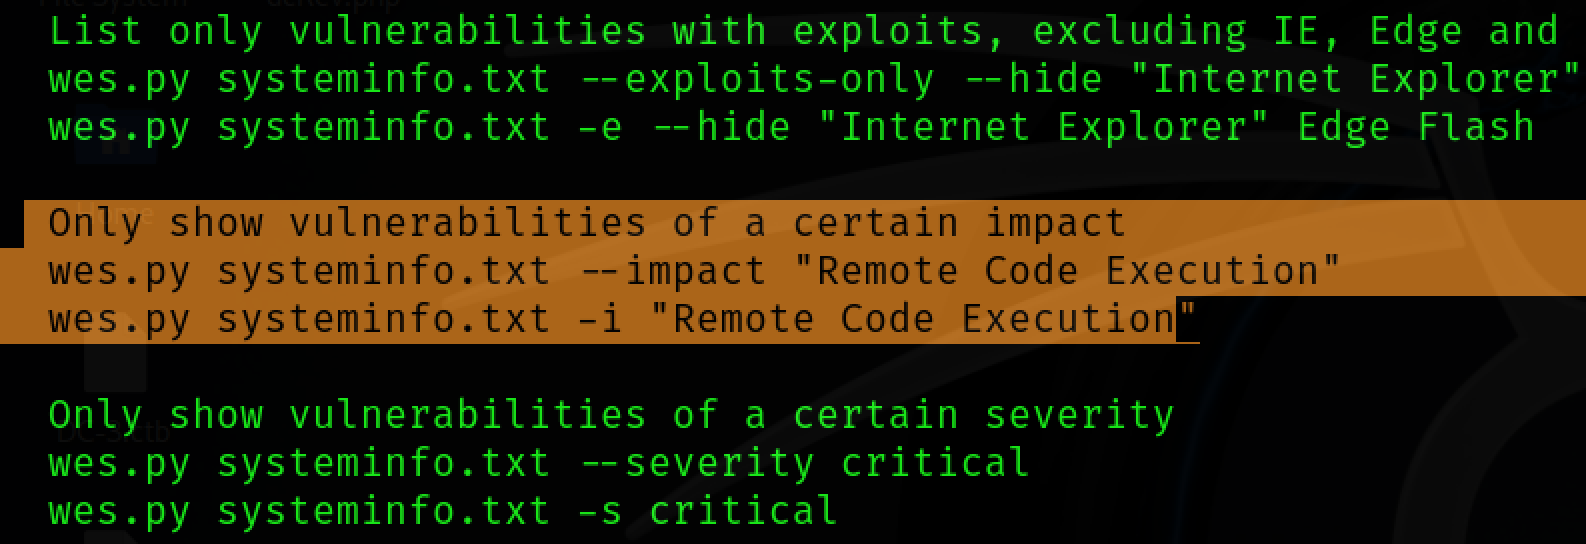 List only vulnerabilities with exploits, excluding IE, Edge and
wes.py systeminfo.txt --exploits-only --hide "Internet Explorer"
wes.py systeminfo.txt -e --hide "Internet Explorer" Edge Flash
Only show vulnerabilities of a certain impact
wes.py systeminfo.txt --impact "Remote Code Execution"
wes.py systeminfo.txt -i "Remote Code Execution"
Only show vulnerabilities of a certain severity
wes.py systeminfo.txt --severity critical
wes.py systeminfo.txt -s critical